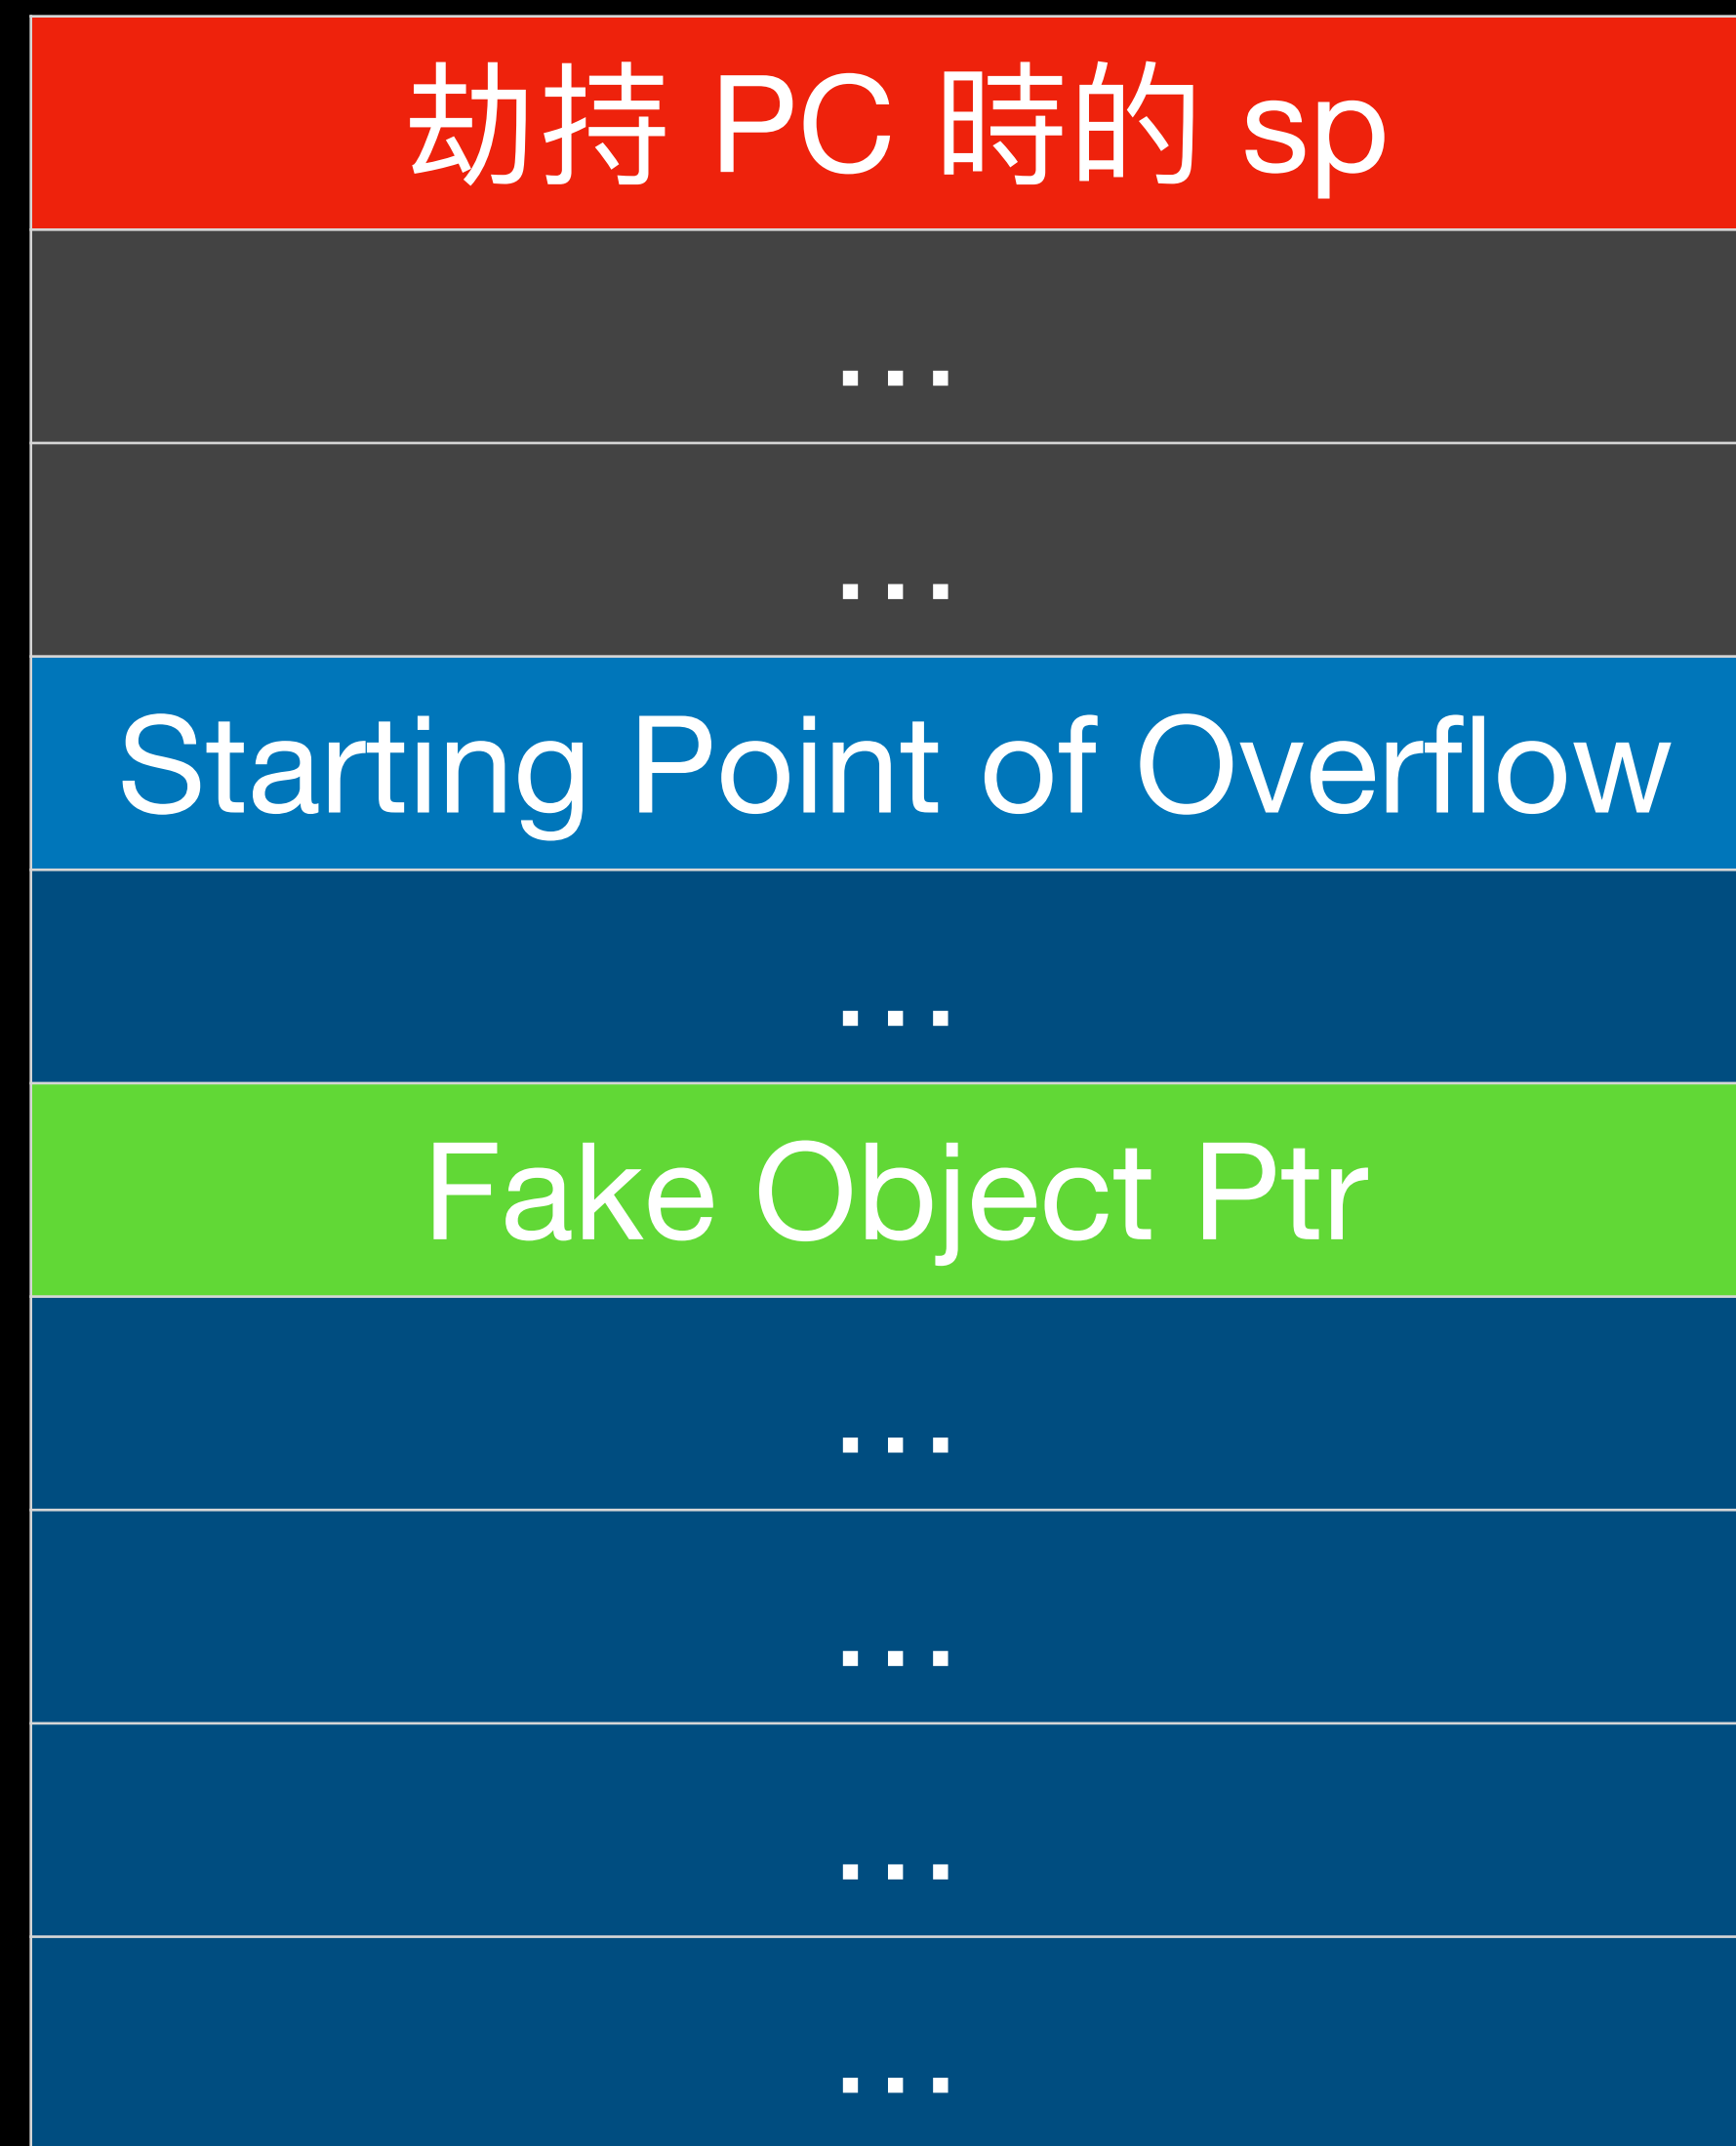 劫持 PC 時的 sp
...
...
Starting Point of Overflow
...
Fake Object Ptr
...
...
...
...